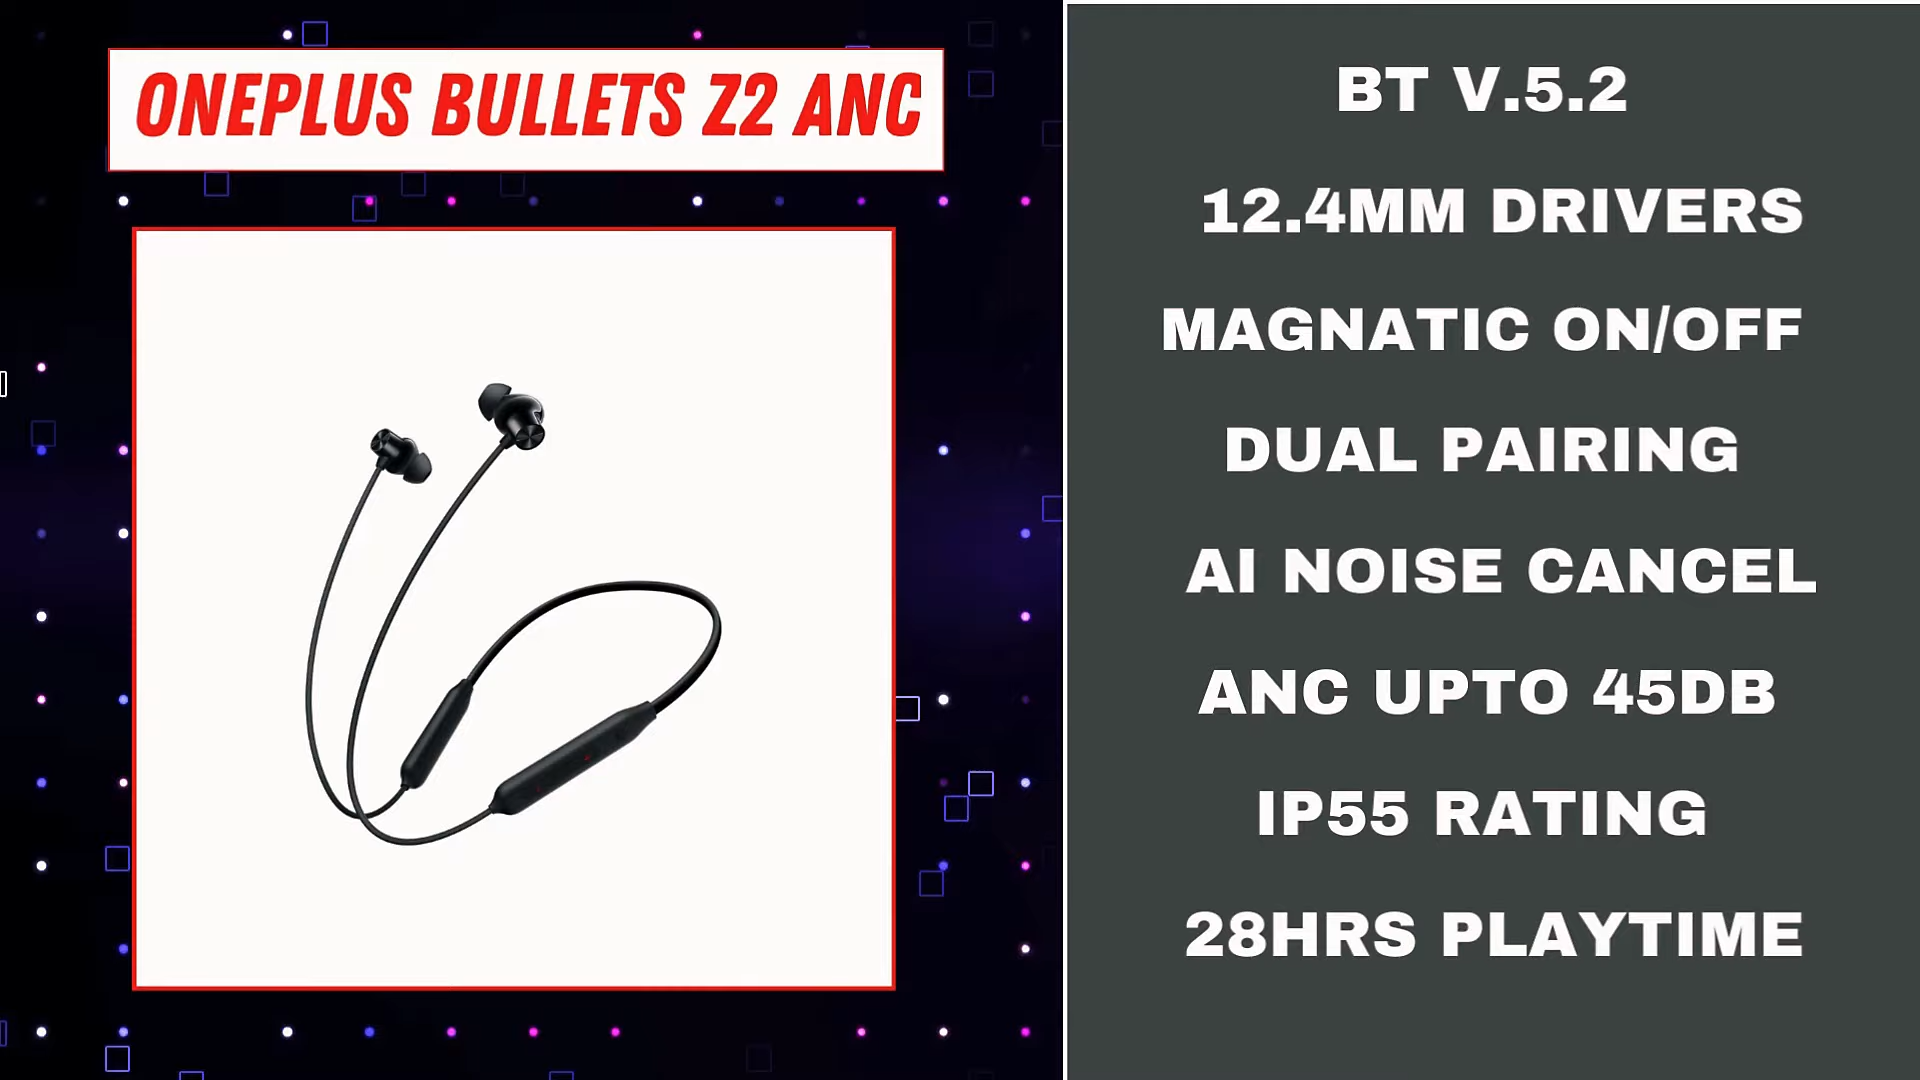 ONEPLUS BULLETS Z2 ANC
BT V.5.2
12.4MM DRIVERS
MAGNATIC ON/OFF
DUAL PAIRING
AI NOISE CANCEL
ANC UPTO 45DB
IP55 RATING
28HRS PLAYTIME